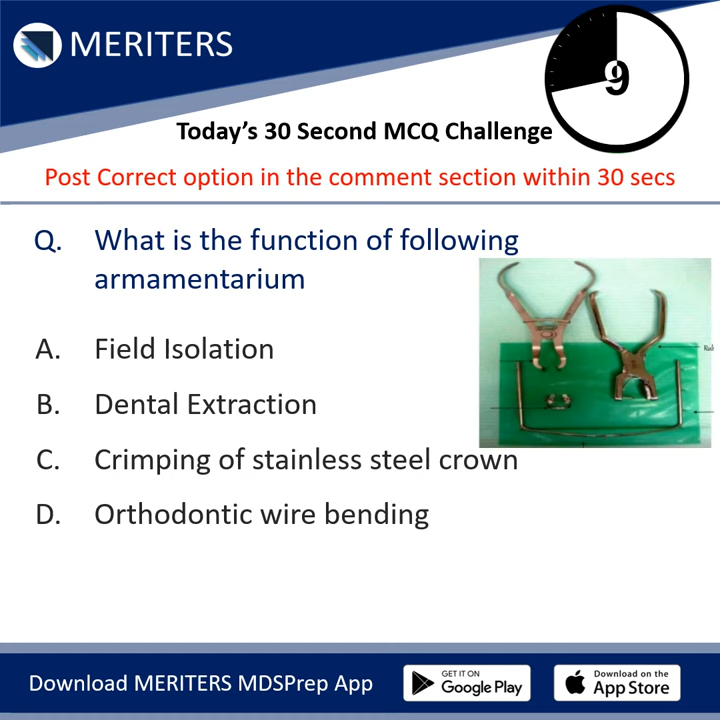 MERITERS
9
Today's 30 Second MCQ Challenge
Post Correct option in the comment section within 30 secs
Q. What is the function of following
armamentarium
A. Field Isolation
B. Dental Extraction
C. Crimping of stainless steel crown
D. Orthodontic wire bending
Download MERITERS MDSPrep App
GET IT ON
Google Play
Download on the
App Store